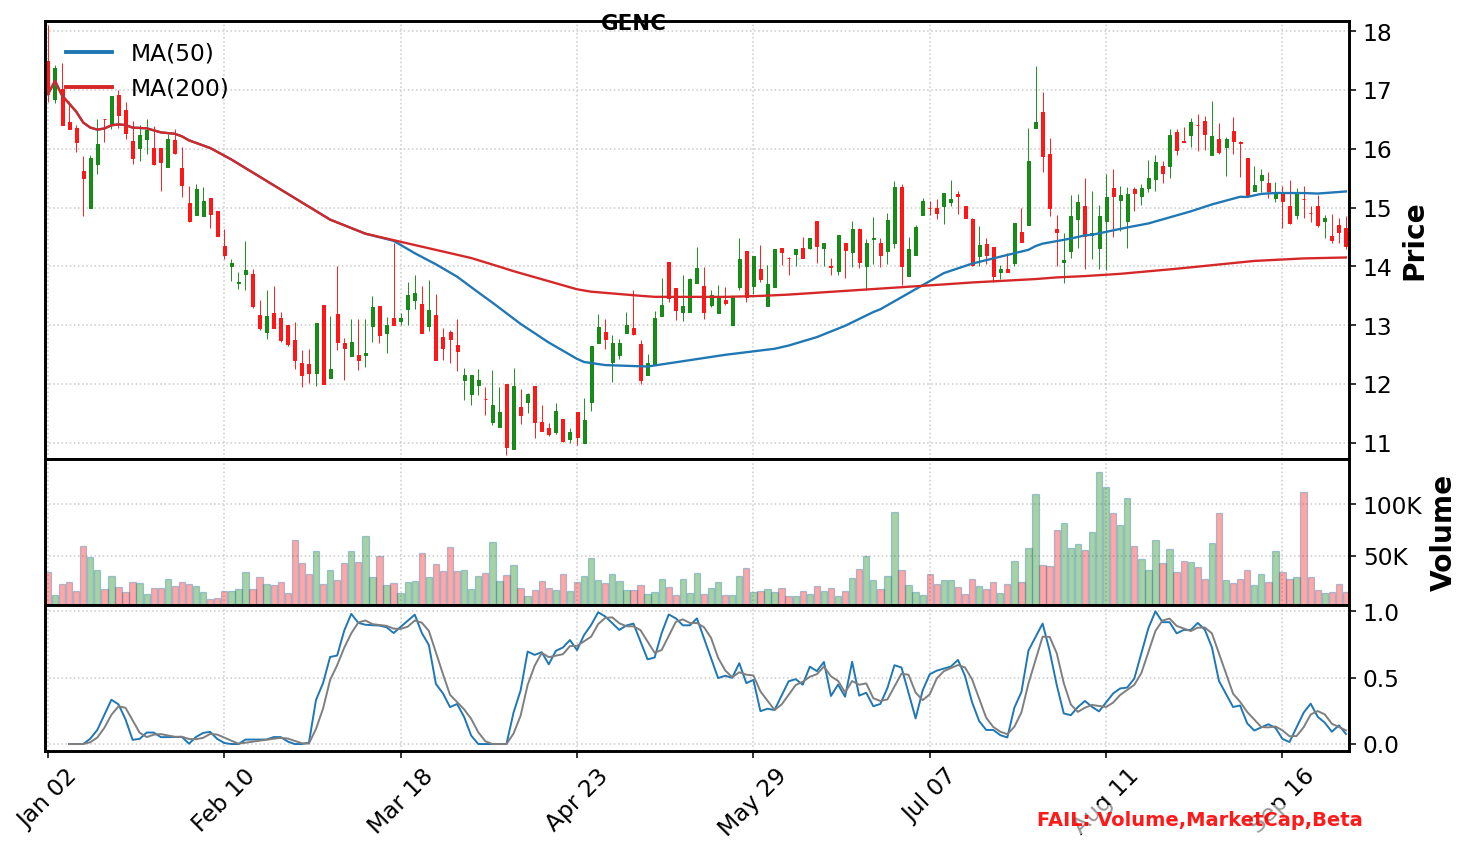 GENC
MA(50)
MA(200)
18
17
16
15
14
13
12
11
Price
100K
50K
Volume
1.0
0.5
0.0
Jan 02
Feb 10
Mar 18
Apr 23
May 29
Jul 07
Aug 11
Sep 16
FAIL: Volume,MarketCap,Beta